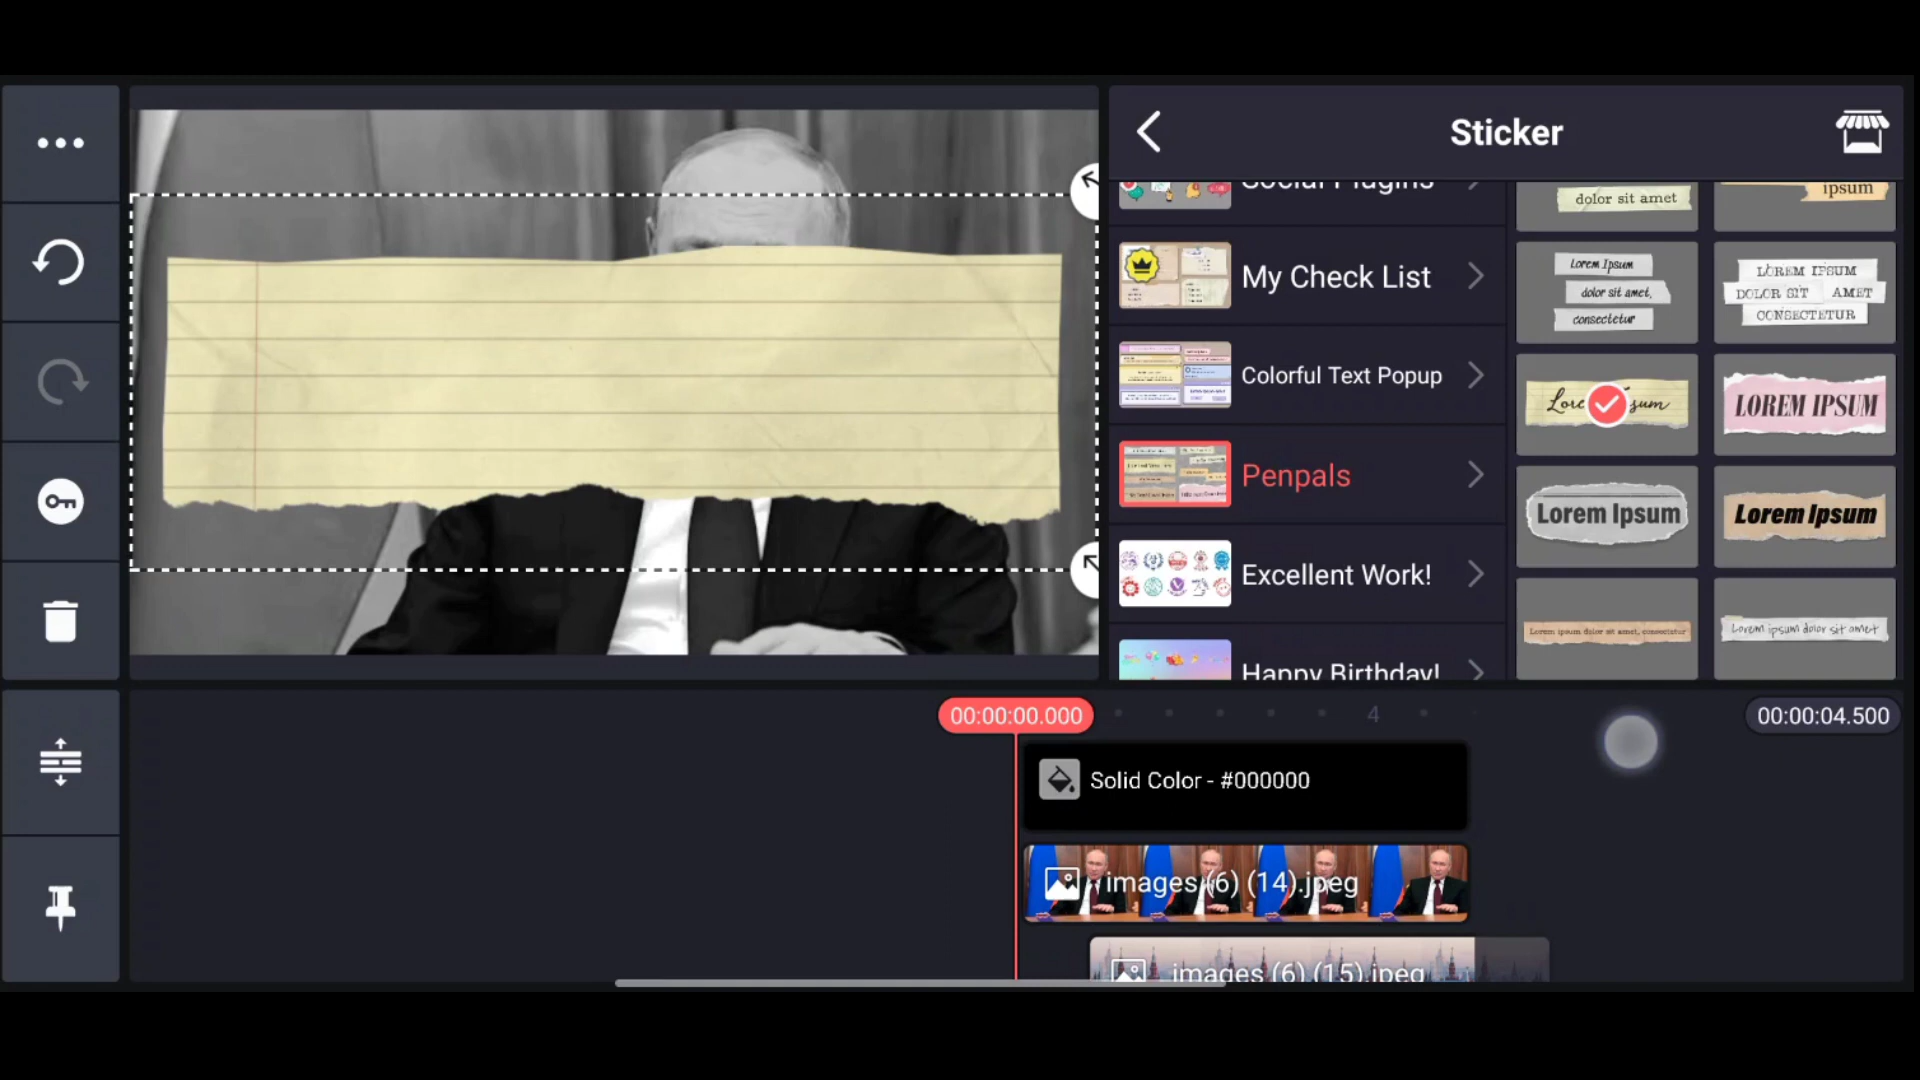 Sticker
Social Plugins
My Check List
Colorful Text Popup
Penpals
Excellent Work!
Happy Birthday!
dolor sit amet
ipsum
Lorem Ipsum
dolor sit amet,
consectetur
LOREM IPSUM
DOLOR SIT AMET
CONSECTETUR
LOREM IPSUM
Lorem Ipsum
Lorem Ipsum
Lorem ipsum dolor sit amet, consectetur
Lorem ipsum dolor sit amet
00:00:00.000
4
00:00:04.500
Solid Color - #000000
images (6) (14).jpeg
images (6) (15).jpeg